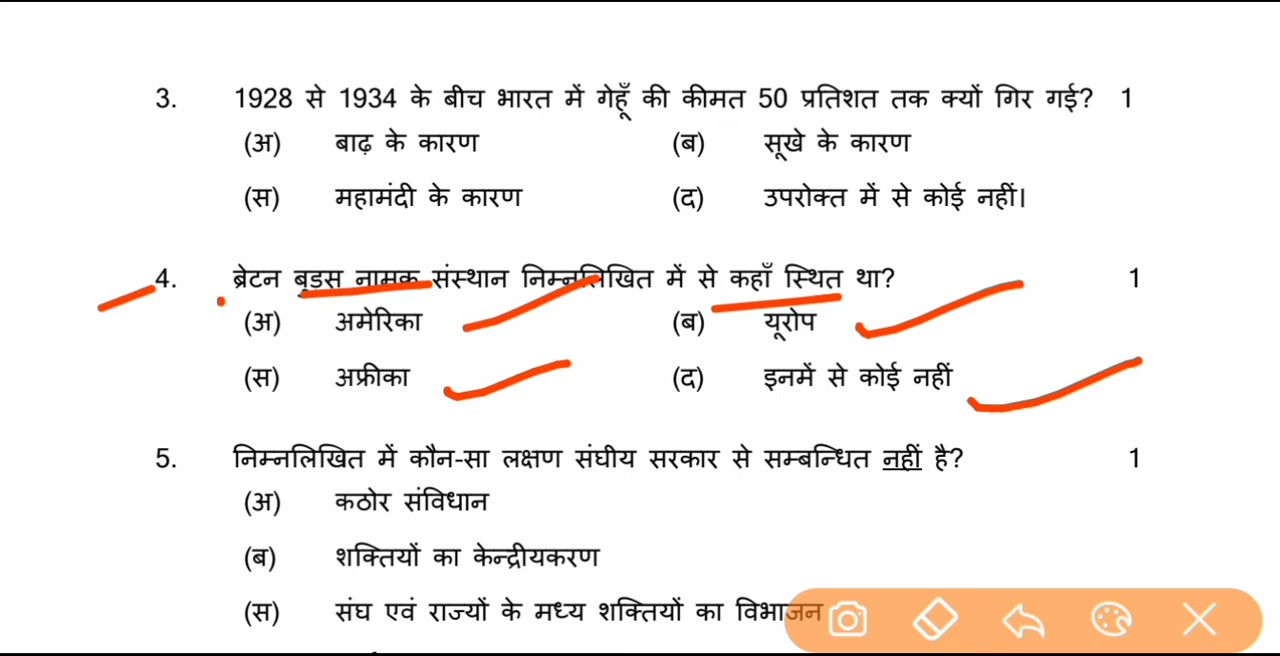 3. 1928 से 1934 के बीच भारत में गेहूँ की कीमत 50 प्रतिशत तक क्यों गिर गई? 1
(अ) बाढ़ के कारण (ब) सूखे के कारण
(स) महामंदी के कारण (द) उपरोक्त में से कोई नहीं।
4. ब्रेटन बुडस नामक संस्थान निम्नलिखित में से कहाँ स्थित था? 1
(अ) अमेरिका (ब) यूरोप
(स) अफ्रीका (द) इनमें से कोई नहीं
5. निम्नलिखित में कौन-सा लक्षण संघीय सरकार से सम्बन्धित नहीं है? 1
(अ) कठोर संविधान
(ब) शक्तियों का केन्द्रीयकरण
(स) संघ एवं राज्यों के मध्य शक्तियों का विभाजन